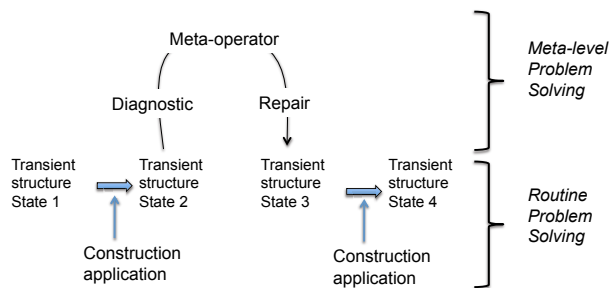 Meta-operator
Diagnostic
Repair
Meta-level
Problem
Solving
Transient
structure
State 1
Transient
structure
State 2
Transient
structure
State 3
Transient
structure
State 4
Construction
application
Construction
application
Routine
Problem
Solving